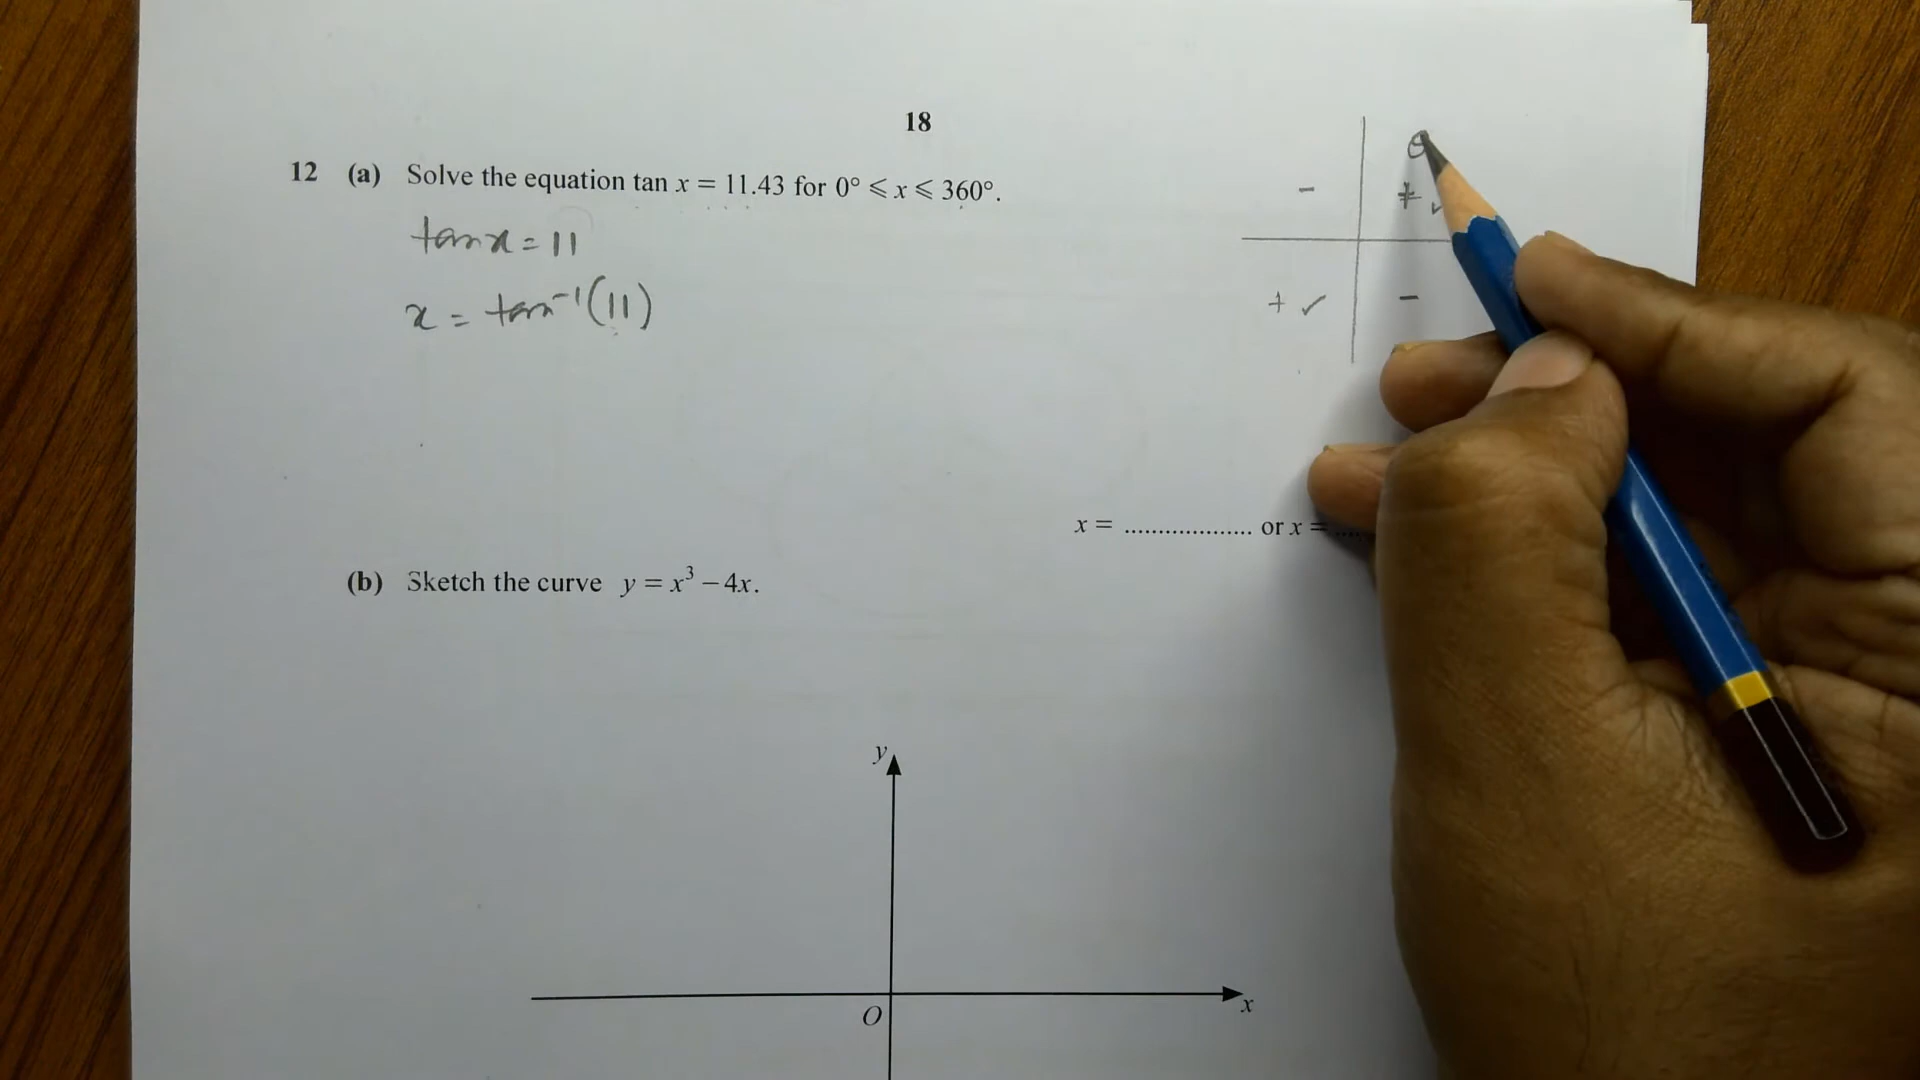 18
12 (a) Solve the equation tan x = 11.43 for 0° ⩽ x ⩽ 360°.
tan x = 11
x = tan⁻¹(11)
θ
- + ✓
+ ✓ -
x = .................... or x = ....
(b) Sketch the curve y = x³ – 4x.
y
O
x